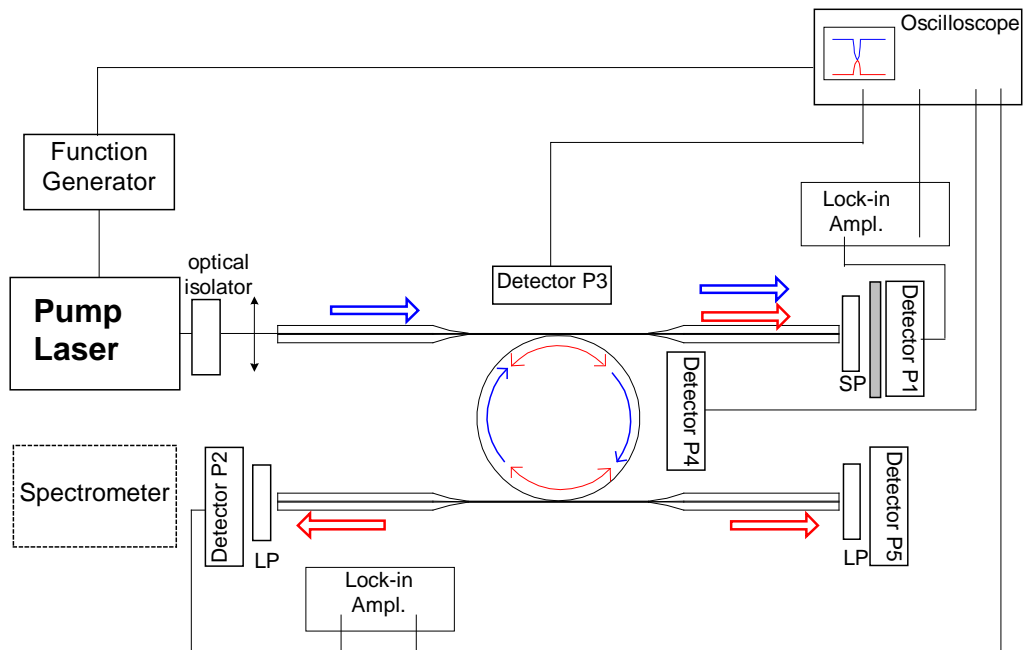 Oscilloscope
Function
Generator
Lock-in
Ampl.
optical
isolator
Detector P3
Pump
Laser
SP
Detector P1
Detector P4
Spectrometer
Detector P2
LP
LP
Detector P5
Lock-in
Ampl.